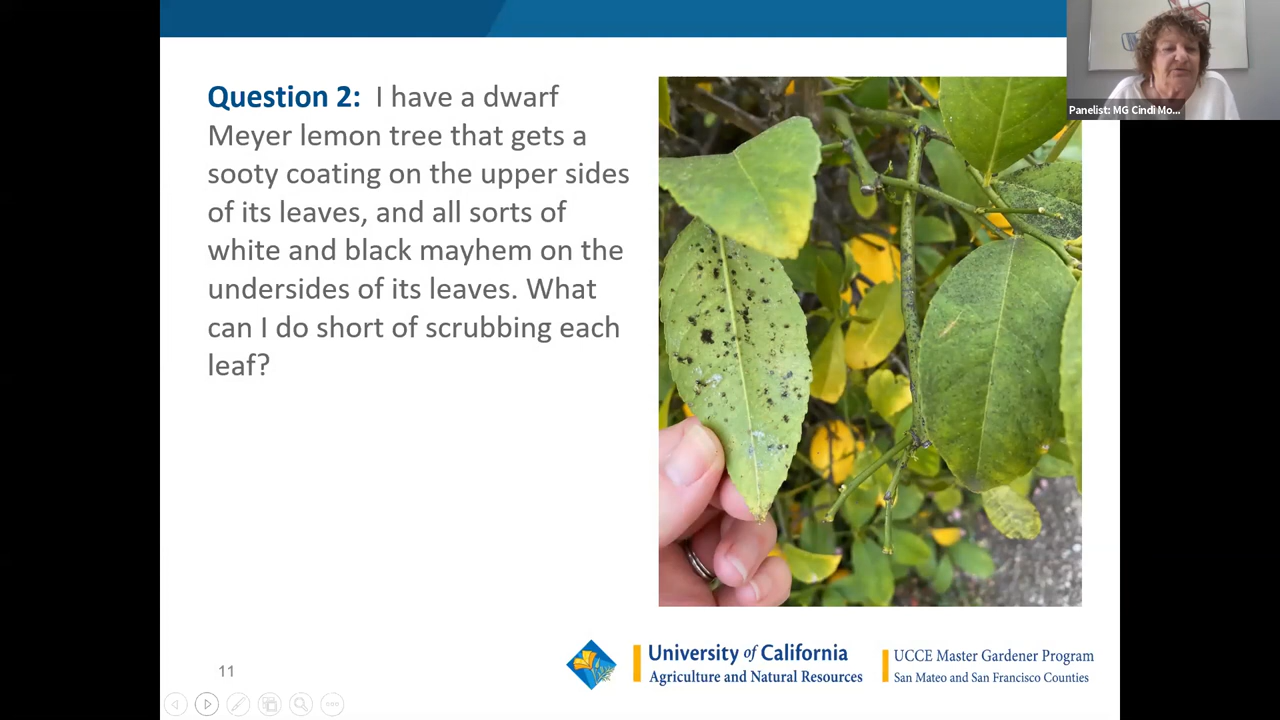 Question 2: I have a dwarf
Meyer lemon tree that gets a
sooty coating on the upper sides
of its leaves, and all sorts of
white and black mayhem on the
undersides of its leaves. What
can I do short of scrubbing each
leaf?
Panelist: MG Cindi Mo...
11
University of California
Agriculture and Natural Resources
UCCE Master Gardener Program
San Mateo and San Francisco Counties